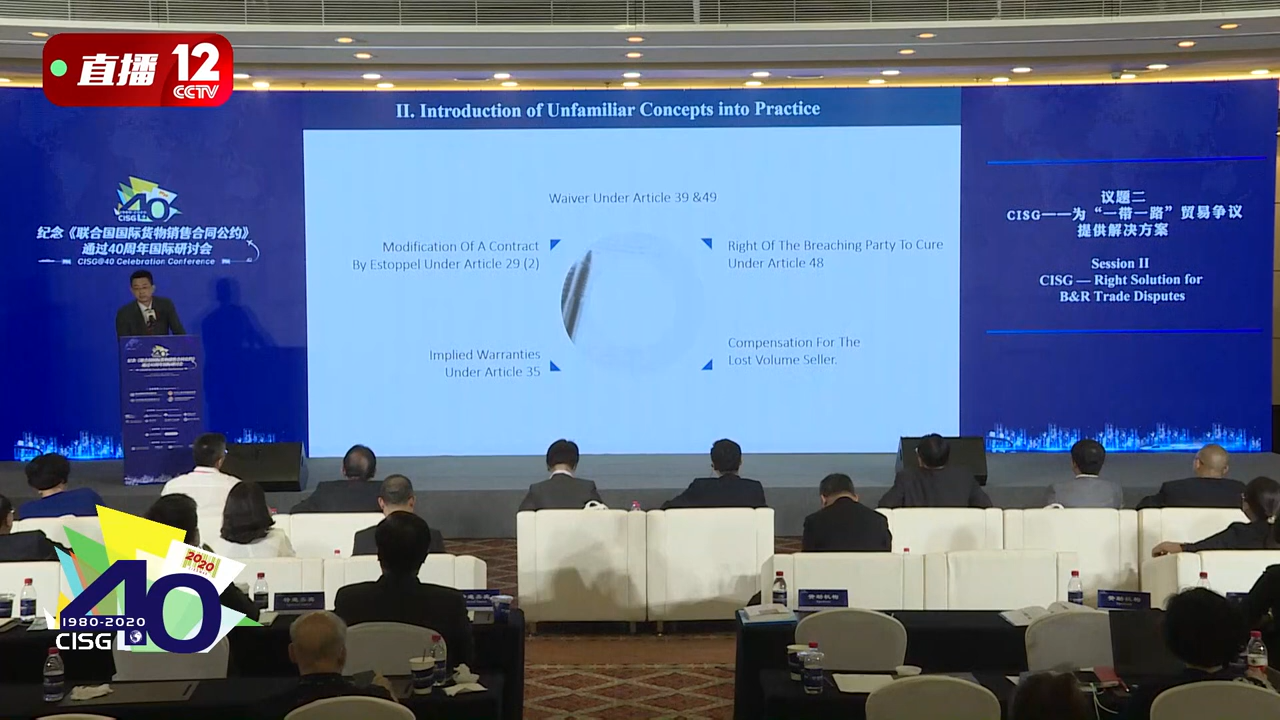 直播 12
CCTV
II. Introduction of Unfamiliar Concepts into Practice
Waiver Under Article 39 &49
Modification Of A Contract
By Estoppel Under Article 29 (2)
Right Of The Breaching Party To Cure
Under Article 48
Implied Warranties
Under Article 35
Compensation For The
Lost Volume Seller.
40
CISG
纪念《联合国国际货物销售合同公约》
通过40周年国际研讨会
CISG@40 Celebration Conference
议题二
CISG——为“一带一路”贸易争议
提供解决方案
Session II
CISG — Right Solution for
B&R Trade Disputes
2020
40
1980-2020
CISG